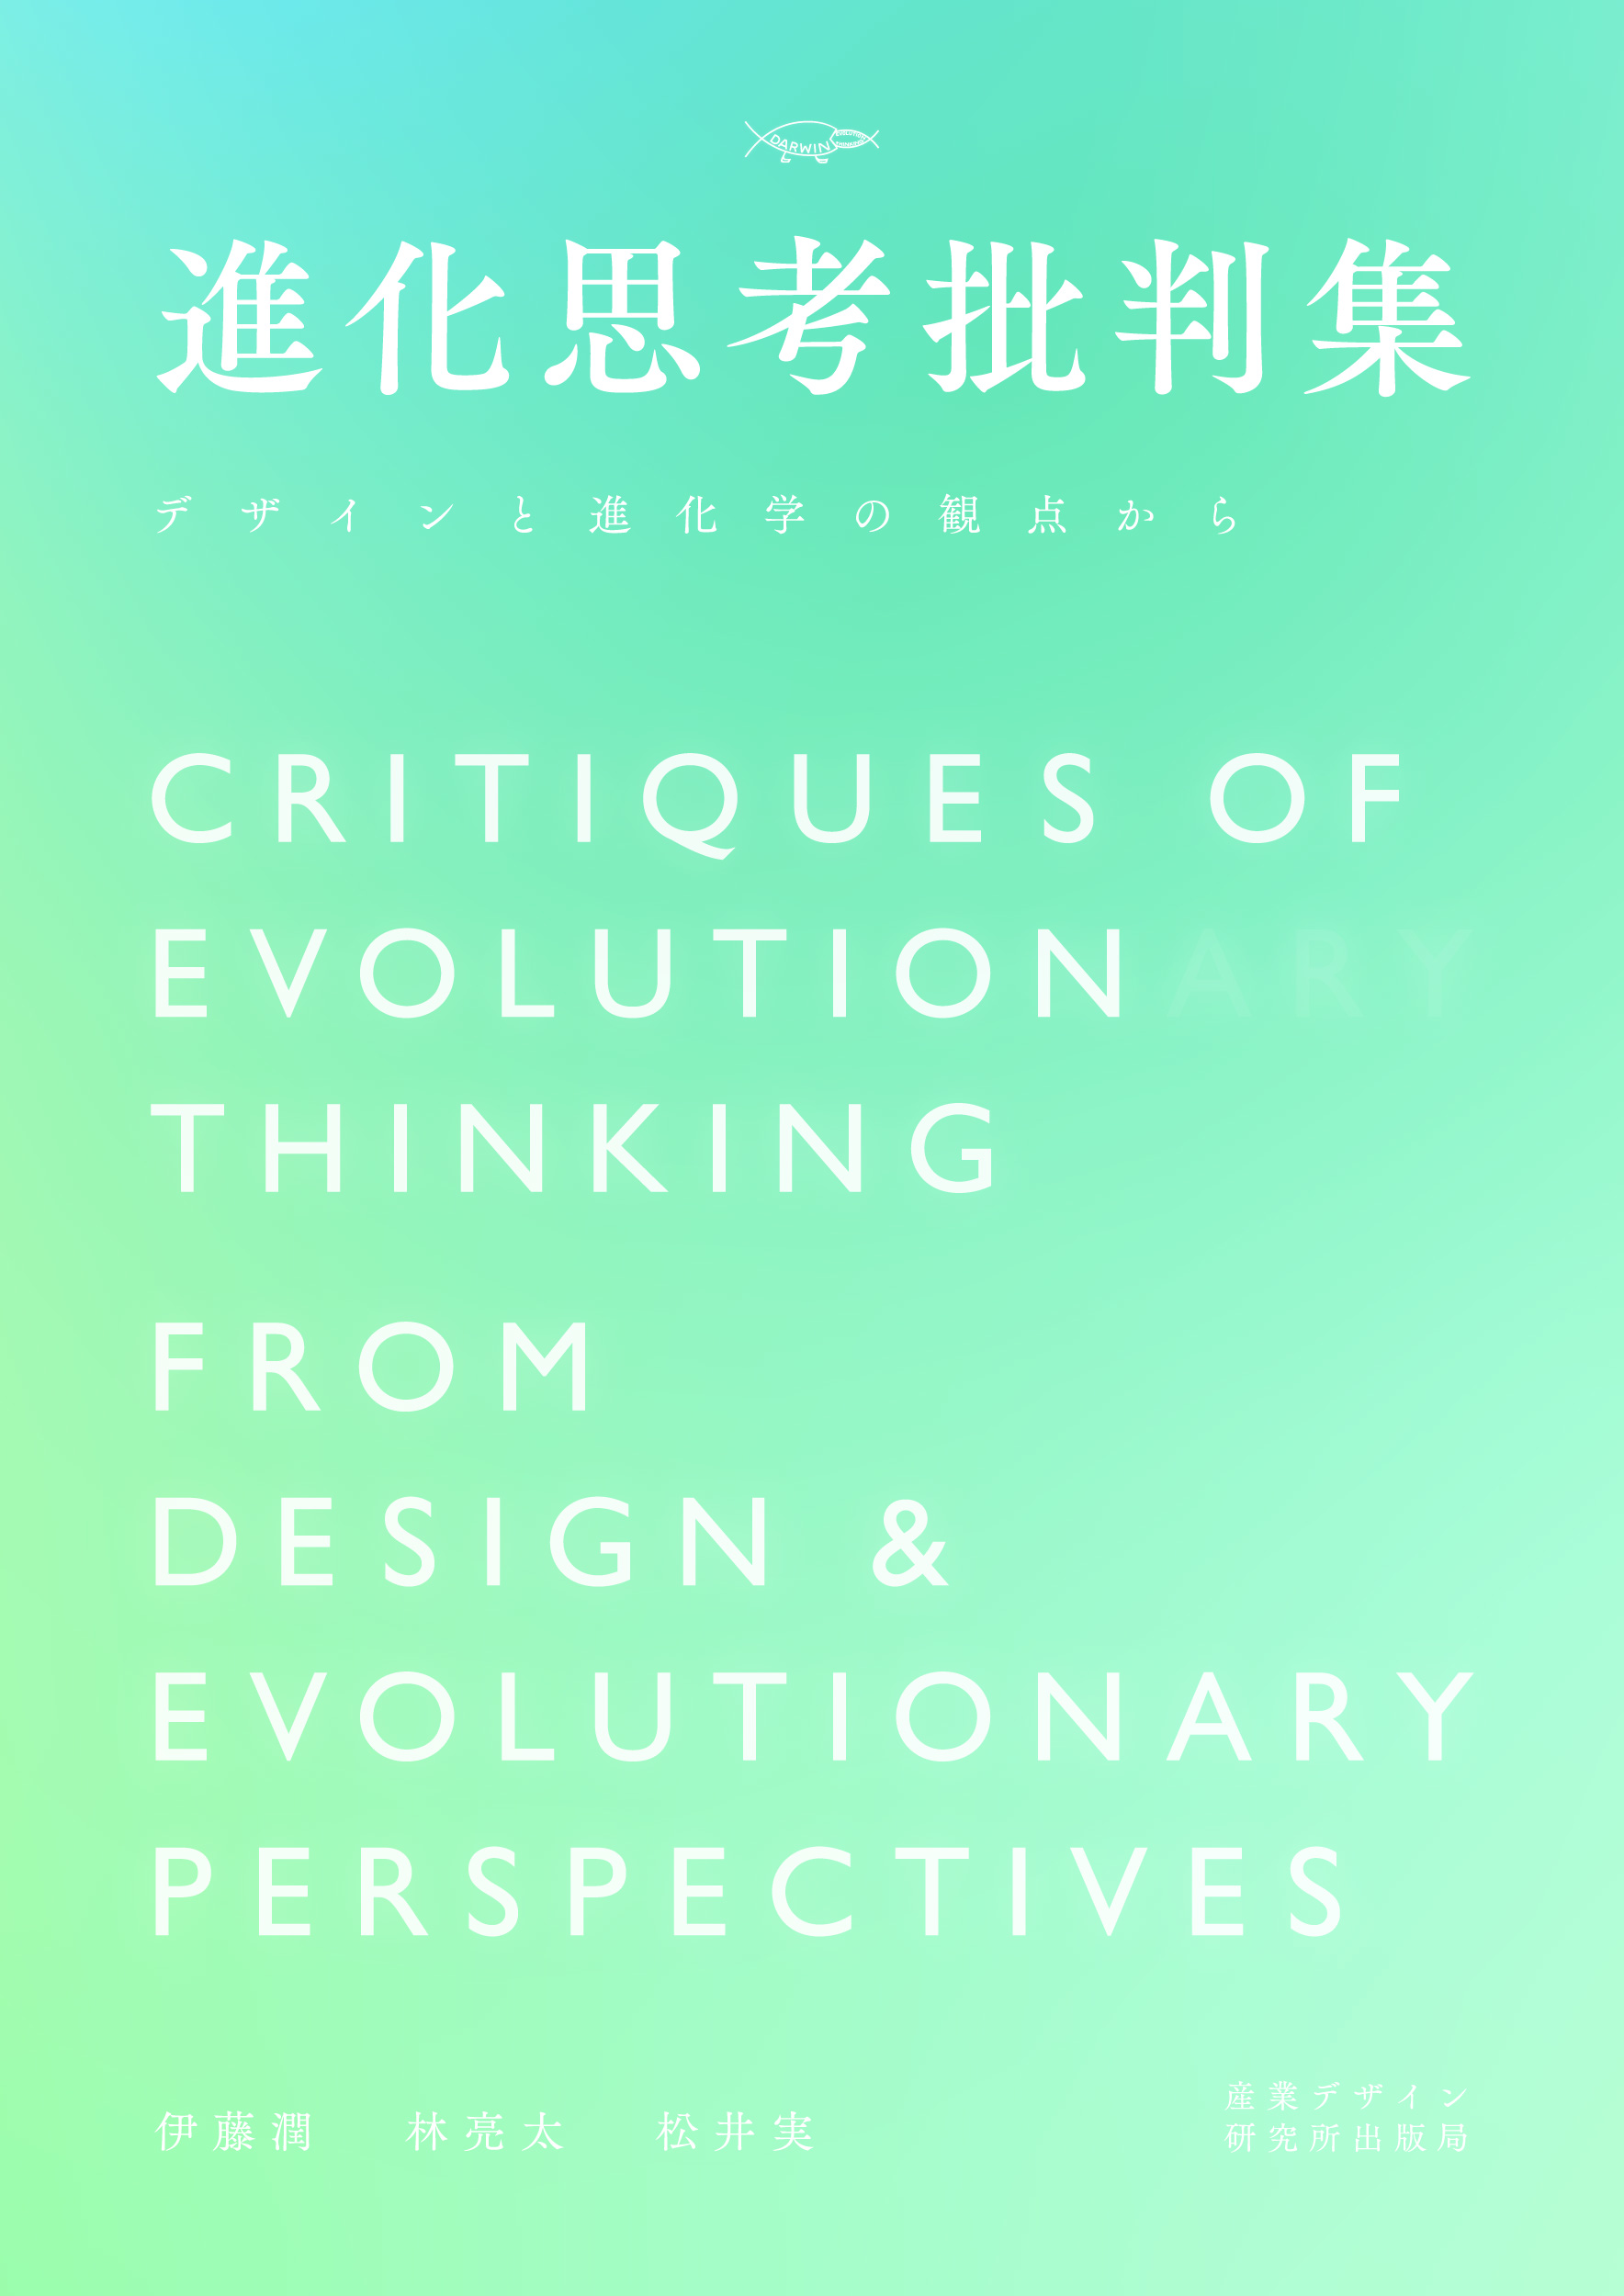 DARWIN
EVOLUTION
THINKING
進化思考批判集
デザインと進化学の観点から
CRITIQUES OF
EVOLUTIONARY
THINKING
FROM
DESIGN &
EVOLUTIONARY
PERSPECTIVES
伊藤潤 林亮太 松井実
産業デザイン
研究所出版局